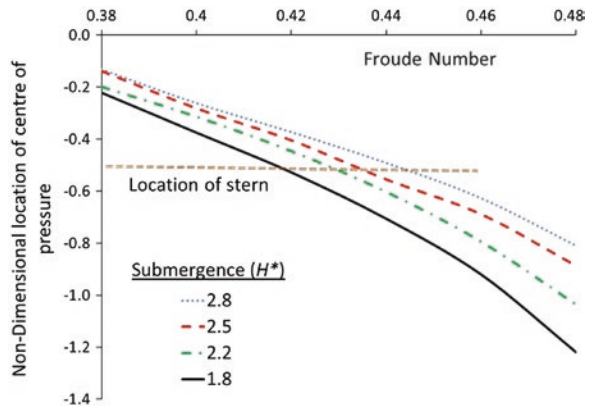 0.38 0.4 0.42 0.44 0.46 0.48
0.0
Froude Number
-0.2
-0.4
-0.6
-0.8
-1.0
-1.2
-1.4
Non-Dimensional location of centre of
pressure
Location of stern
Submergence (H*)
2.8
2.5
2.2
1.8